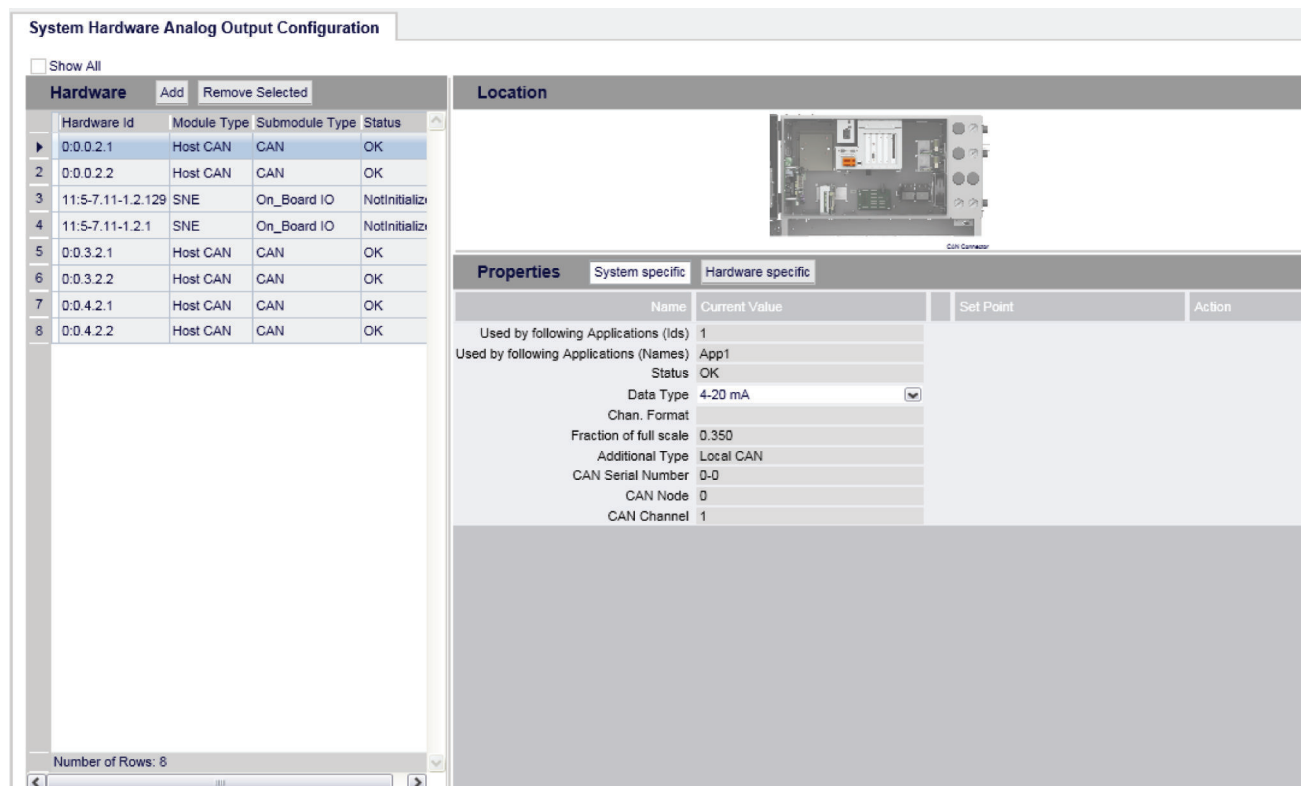 System Hardware Analog Output Configuration
Show All
Hardware Add Remove Selected
Hardware Id Module Type Submodule Type Status
0:0.0.2.1 Host CAN CAN OK
2 0:0.0.2.2 Host CAN CAN OK
3 11:5-7.11-1.2.129 SNE On_Board IO NotInitialize
4 11:5-7.11-1.2.1 SNE On_Board IO NotInitialize
5 0:0.3.2.1 Host CAN CAN OK
6 0:0.3.2.2 Host CAN CAN OK
7 0:0.4.2.1 Host CAN CAN OK
8 0:0.4.2.2 Host CAN CAN OK
Number of Rows: 8
Location
CAN Connector
Properties System specific Hardware specific
Name Current Value Set Point Action
Used by following Applications (Ids) 1
Used by following Applications (Names) App1
Status OK
Data Type 4-20 mA
Chan. Format
Fraction of full scale 0.350
Additional Type Local CAN
CAN Serial Number 0-0
CAN Node 0
CAN Channel 1